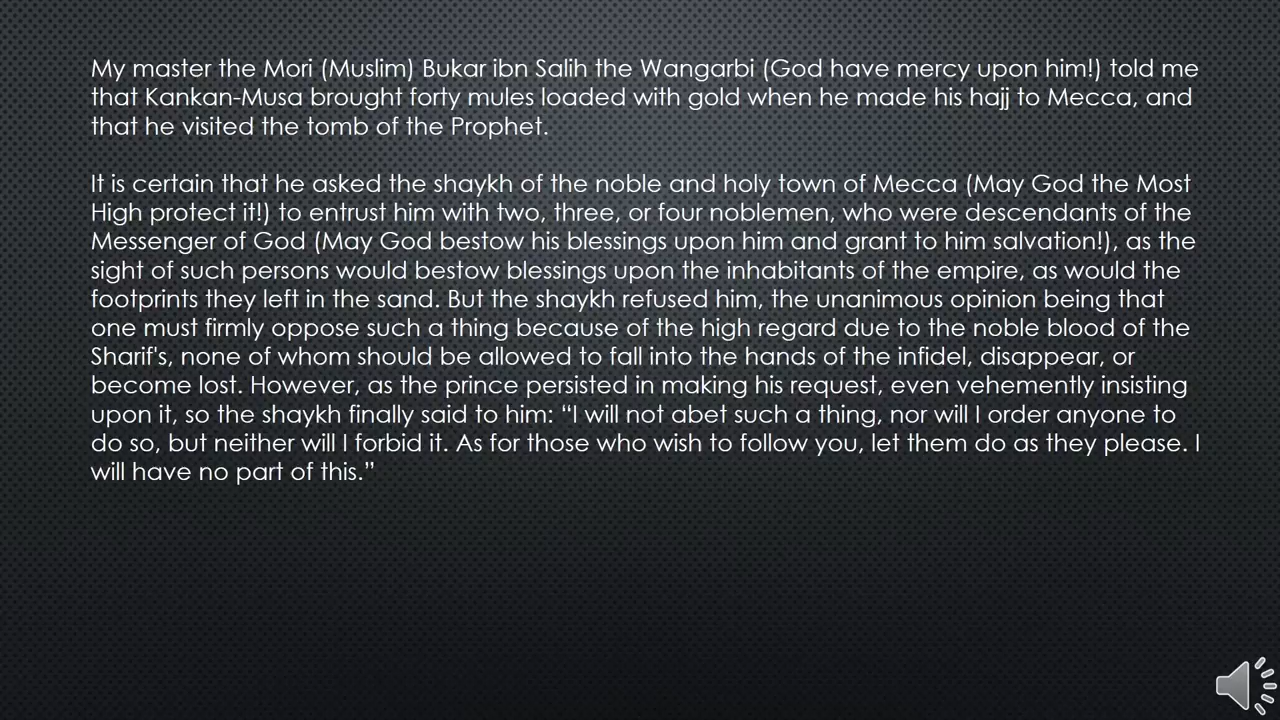 My master the Mori (Muslim) Bukar ibn Salih the Wangarbi (God have mercy upon him!) told me
that Kankan-Musa brought forty mules loaded with gold when he made his hajj to Mecca, and
that he visited the tomb of the Prophet.
It is certain that he asked the shaykh of the noble and holy town of Mecca (May God the Most
High protect it!) to entrust him with two, three, or four noblemen, who were descendants of the
Messenger of God (May God bestow his blessings upon him and grant to him salvation!), as the
sight of such persons would bestow blessings upon the inhabitants of the empire, as would the
footprints they left in the sand. But the shaykh refused him, the unanimous opinion being that
one must firmly oppose such a thing because of the high regard due to the noble blood of the
Sharif's, none of whom should be allowed to fall into the hands of the infidel, disappear, or
become lost. However, as the prince persisted in making his request, even vehemently insisting
upon it, so the shaykh finally said to him: “I will not abet such a thing, nor will I order anyone to
do so, but neither will I forbid it. As for those who wish to follow you, let them do as they please. I
will have no part of this.”